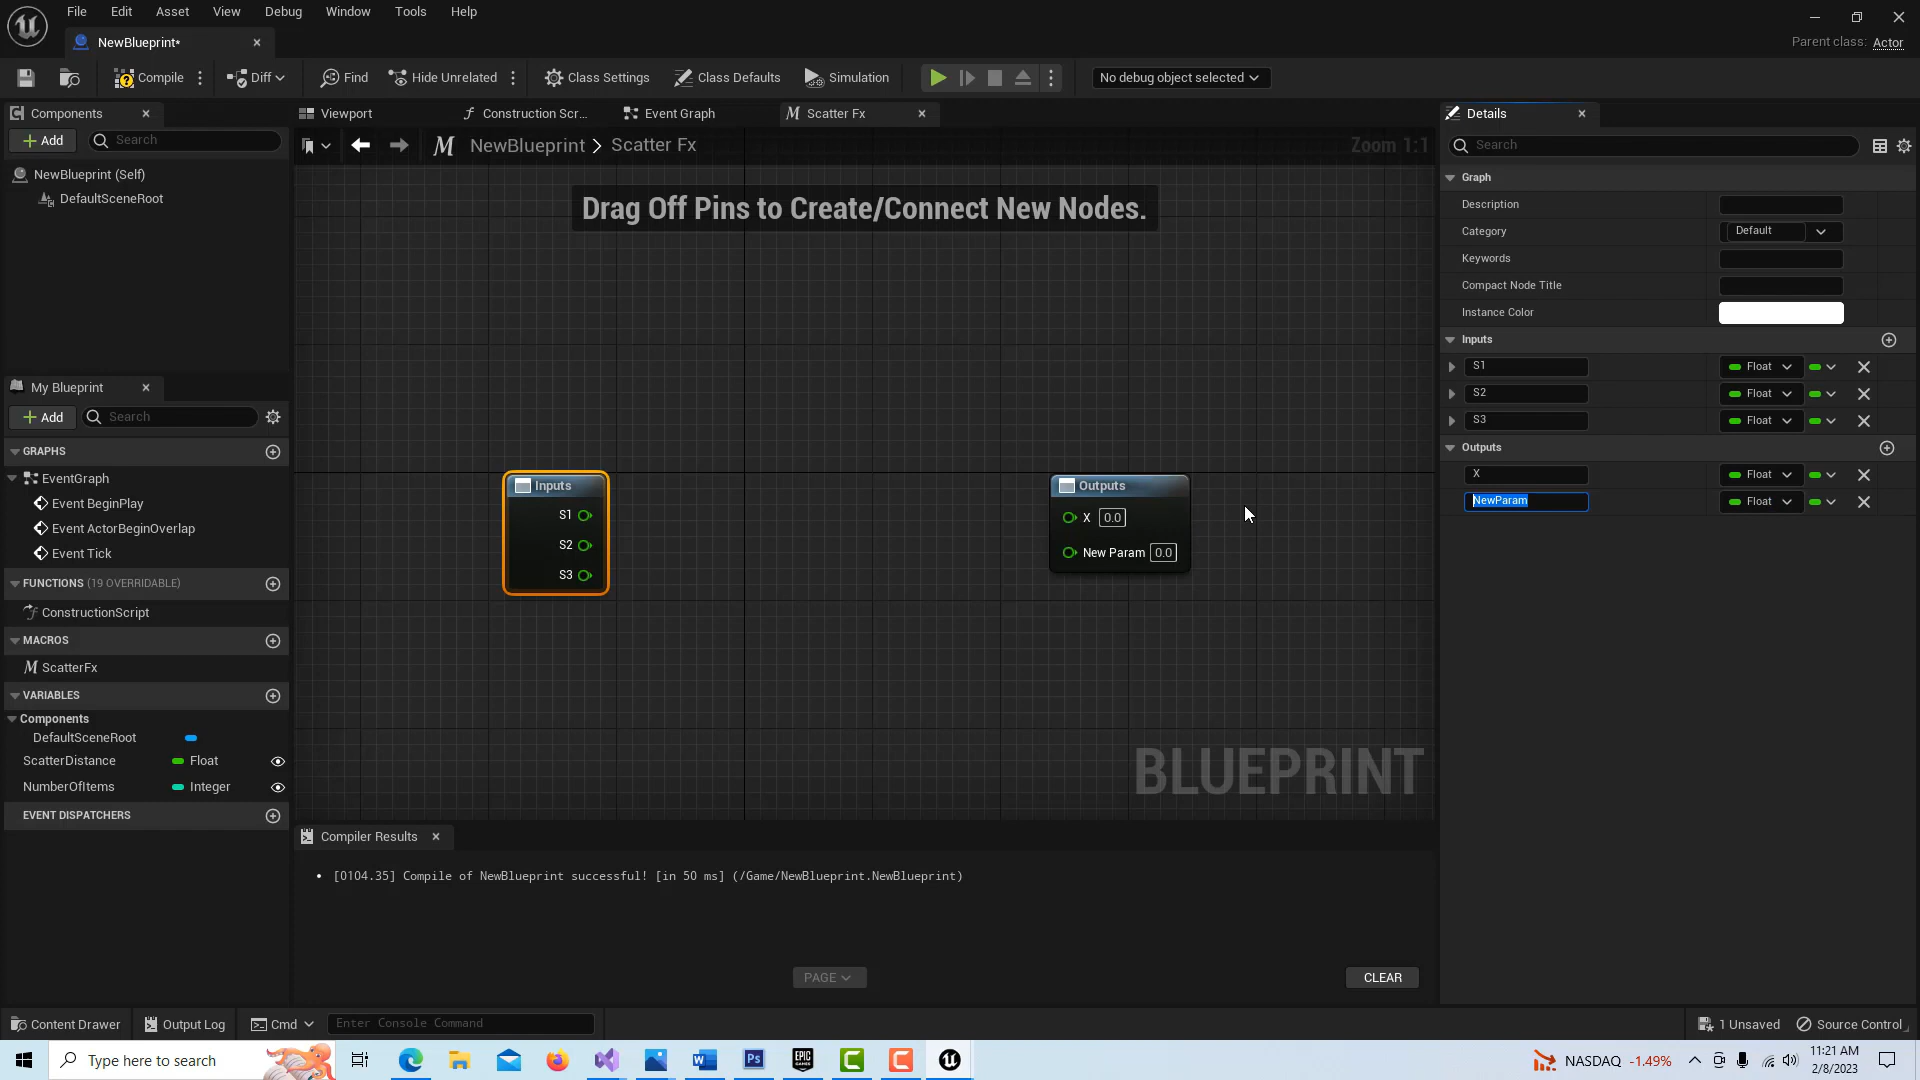 File Edit Asset View Debug Window Tools Help
NewBlueprint*
Parent class: Actor
Compile Diff Find Hide Unrelated Class Settings Class Defaults Simulation No debug object selected
Components
Add Search
NewBlueprint (Self)
DefaultSceneRoot
My Blueprint
Add Search
GRAPHS
EventGraph
Event BeginPlay
Event ActorBeginOverlap
Event Tick
FUNCTIONS (19 OVERRIDABLE)
ConstructionScript
MACROS
ScatterFx
VARIABLES
Components
DefaultSceneRoot
ScatterDistance Float
NumberOfItems Integer
EVENT DISPATCHERS
Viewport Construction Scr... Event Graph Scatter Fx
NewBlueprint > Scatter Fx Zoom 1:1
Drag Off Pins to Create/Connect New Nodes.
Inputs
S1
S2
S3
Outputs
X 0.0
New Param 0.0
BLUEPRINT
Compiler Results
[0104.35] Compile of NewBlueprint successful! [in 50 ms] (/Game/NewBlueprint.NewBlueprint)
PAGE CLEAR
Details
Search
Graph
Description
Category Default
Keywords
Compact Node Title
Instance Color
Inputs
S1 Float
S2 Float
S3 Float
Outputs
X Float
NewParam Float
Content Drawer Output Log Cmd Enter Console Command 1 Unsaved Source Control
Type here to search
NASDAQ -1.49%
11:21 AM
2/8/2023